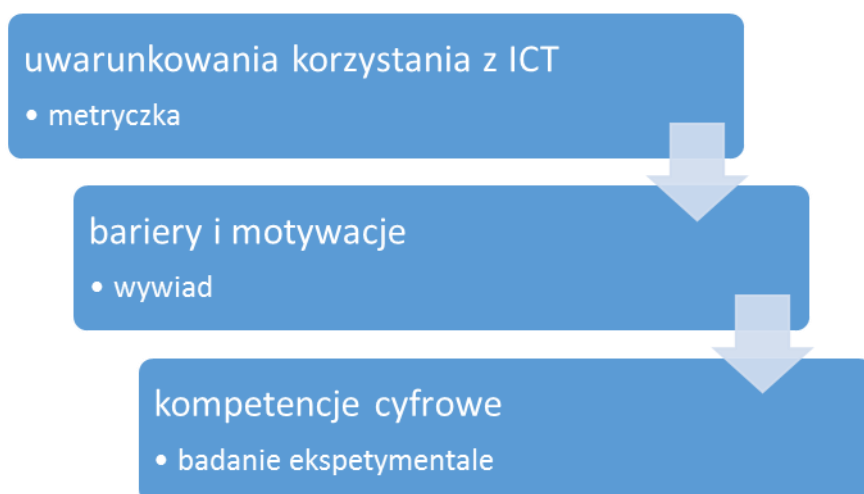 uwarunkowania korzystania z ICT
• metryczka
bariery i motywacje
• wywiad
kompetencje cyfrowe
• badanie ekspetymentale